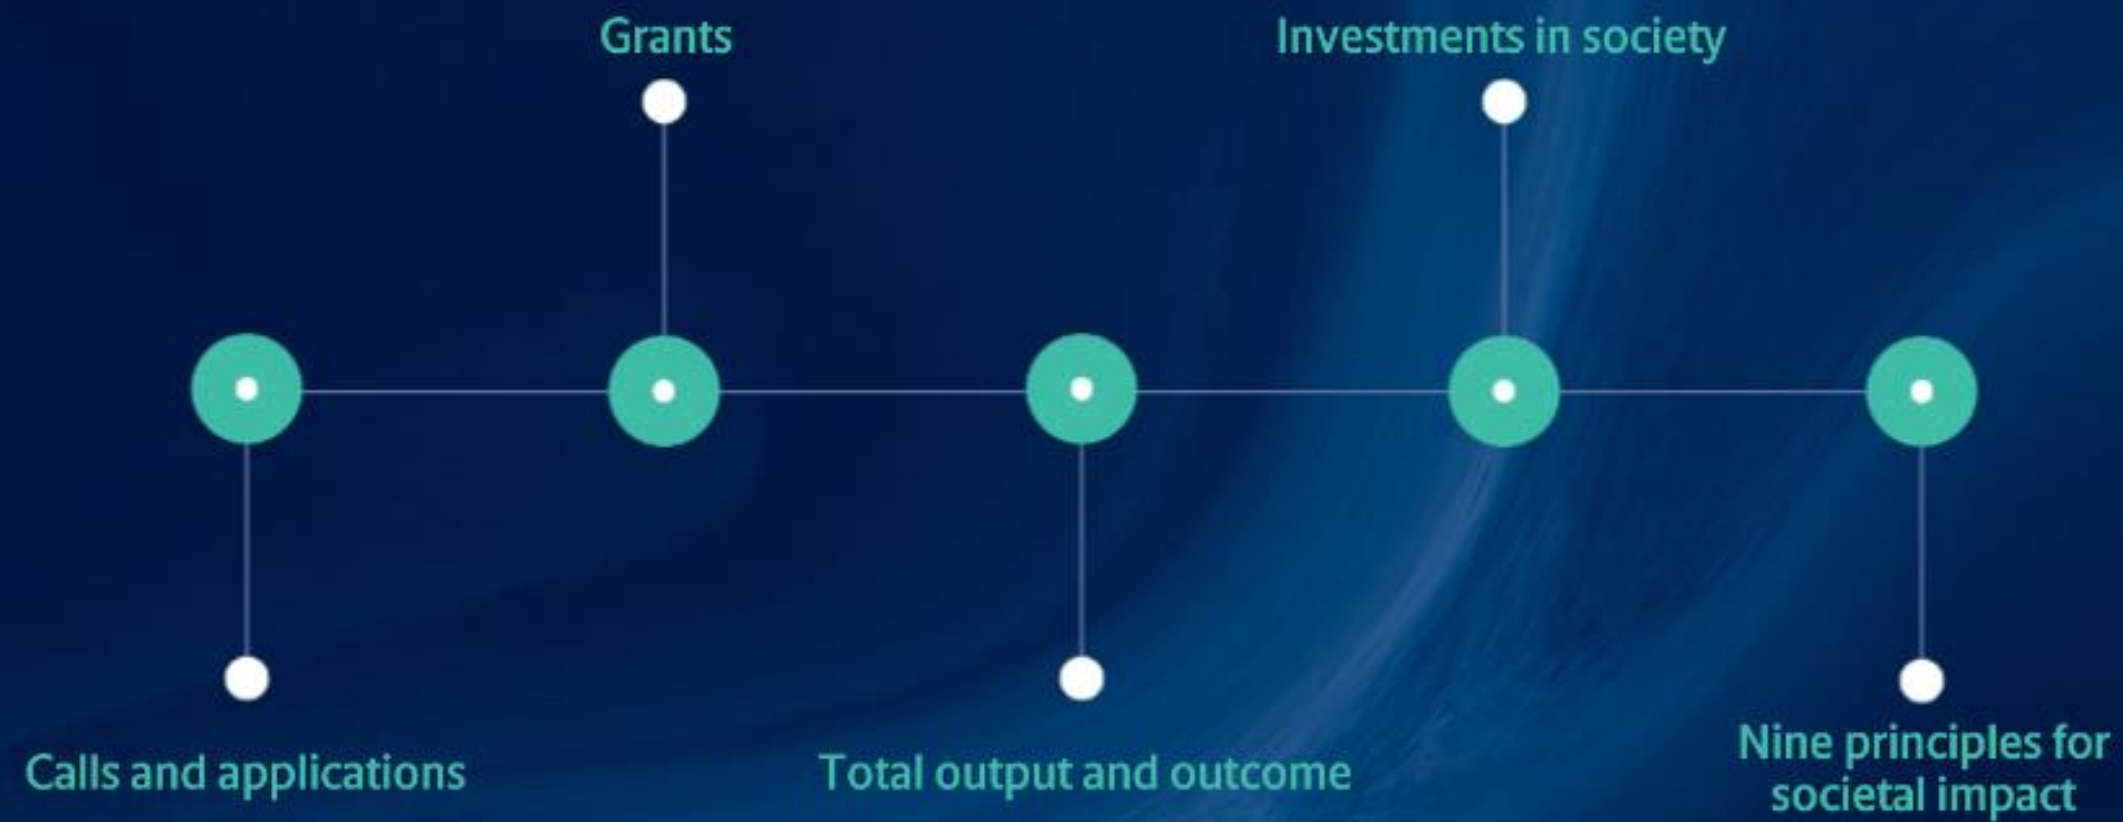 Grants
Investments in society
Calls and applications
Total output and outcome
Nine principles for
societal impact